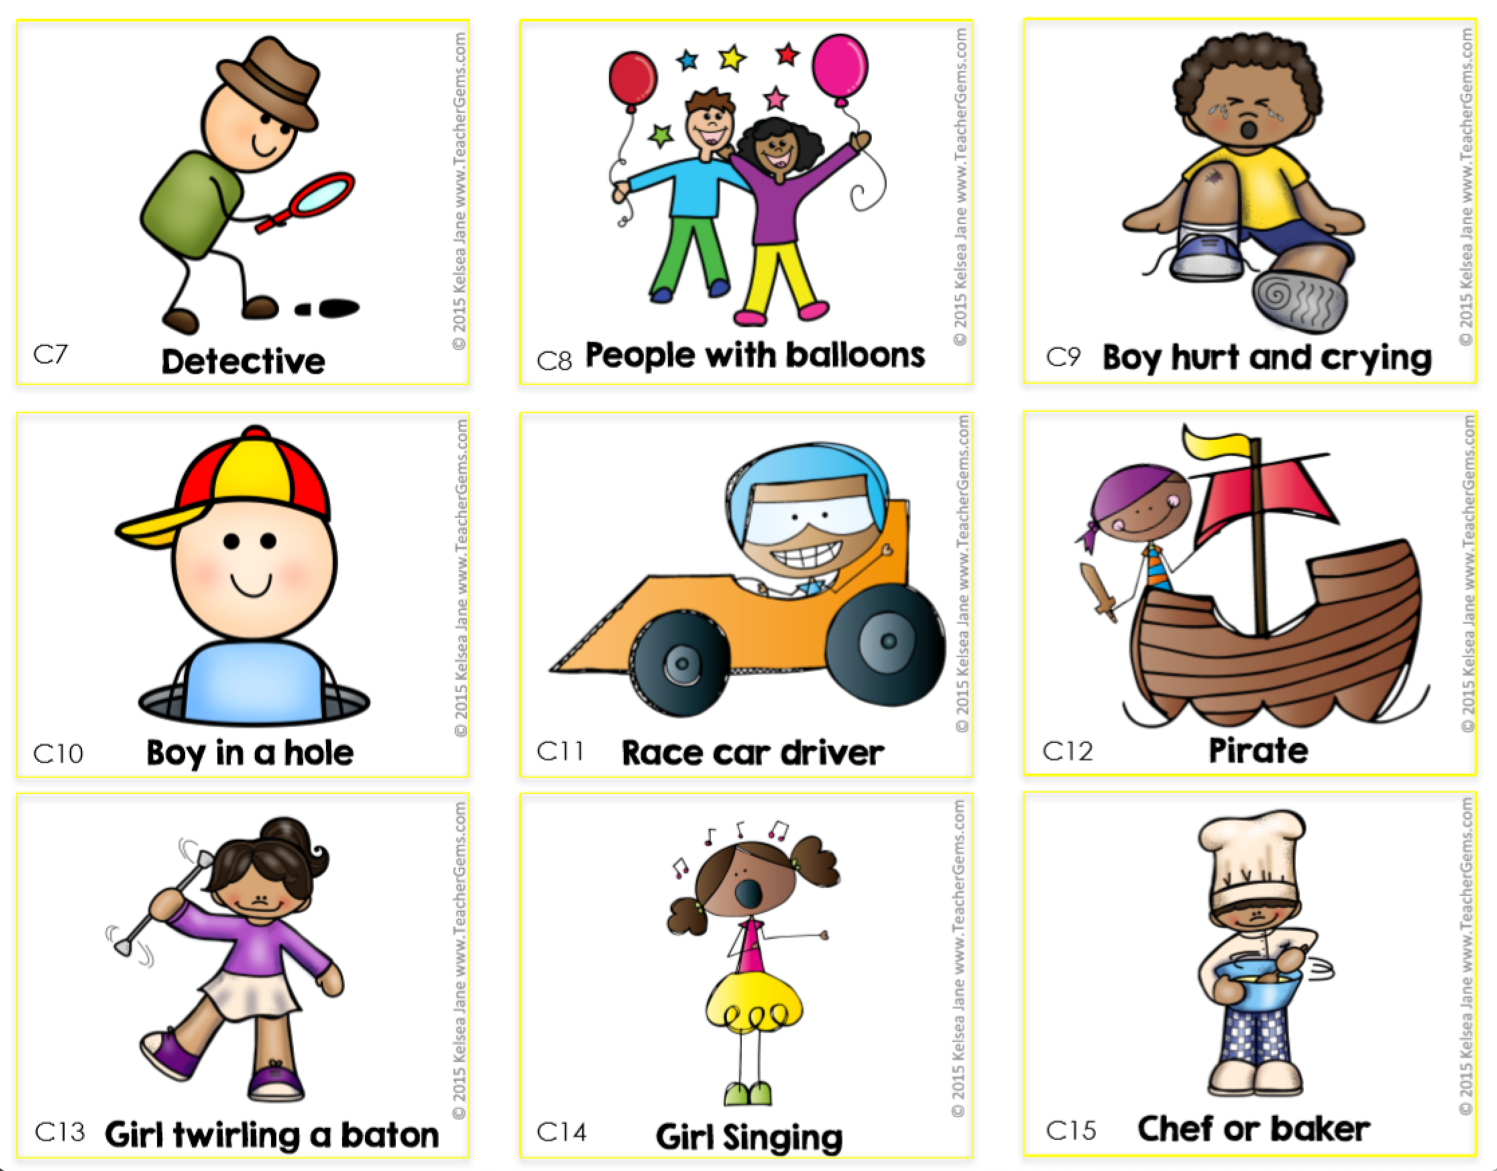 © 2015 Kelsea Jane www.TeacherGems.com
C7 Detective
© 2015 Kelsea Jane www.TeacherGems.com
C8 People with balloons
© 2015 Kelsea Jane www.TeacherGems.com
C9 Boy hurt and crying
© 2015 Kelsea Jane www.TeacherGems.com
C10 Boy in a hole
© 2015 Kelsea Jane www.TeacherGems.com
C11 Race car driver
© 2015 Kelsea Jane www.TeacherGems.com
C12 Pirate
© 2015 Kelsea Jane www.TeacherGems.com
C13 Girl twirling a baton
© 2015 Kelsea Jane www.TeacherGems.com
C14 Girl Singing
© 2015 Kelsea Jane www.TeacherGems.com
C15 Chef or baker